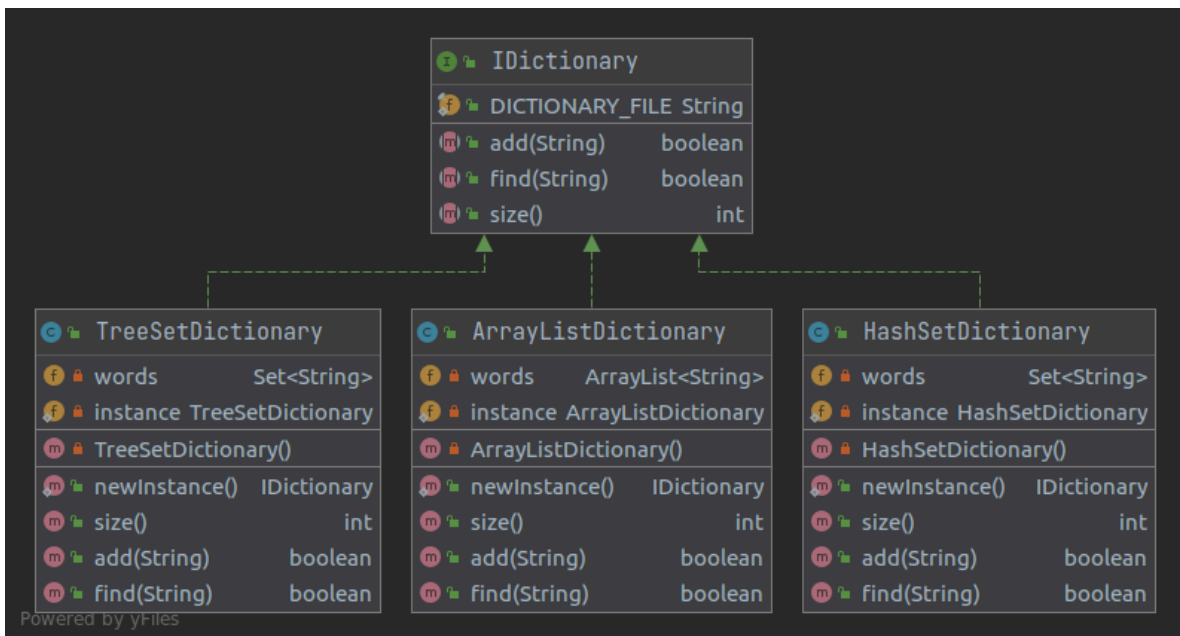 IDictionary
DICTIONARY_FILE String
add(String) boolean
find(String) boolean
size() int
TreeSetDictionary
words Set<String>
instance TreeSetDictionary
TreeSetDictionary()
newInstance() IDictionary
size() int
add(String) boolean
find(String) boolean
ArrayListDictionary
words ArrayList<String>
instance ArrayListDictionary
ArrayListDictionary()
newInstance() IDictionary
size() int
add(String) boolean
find(String) boolean
HashSetDictionary
words Set<String>
instance HashSetDictionary
HashSetDictionary()
newInstance() IDictionary
size() int
add(String) boolean
find(String) boolean
Powered by yFiles